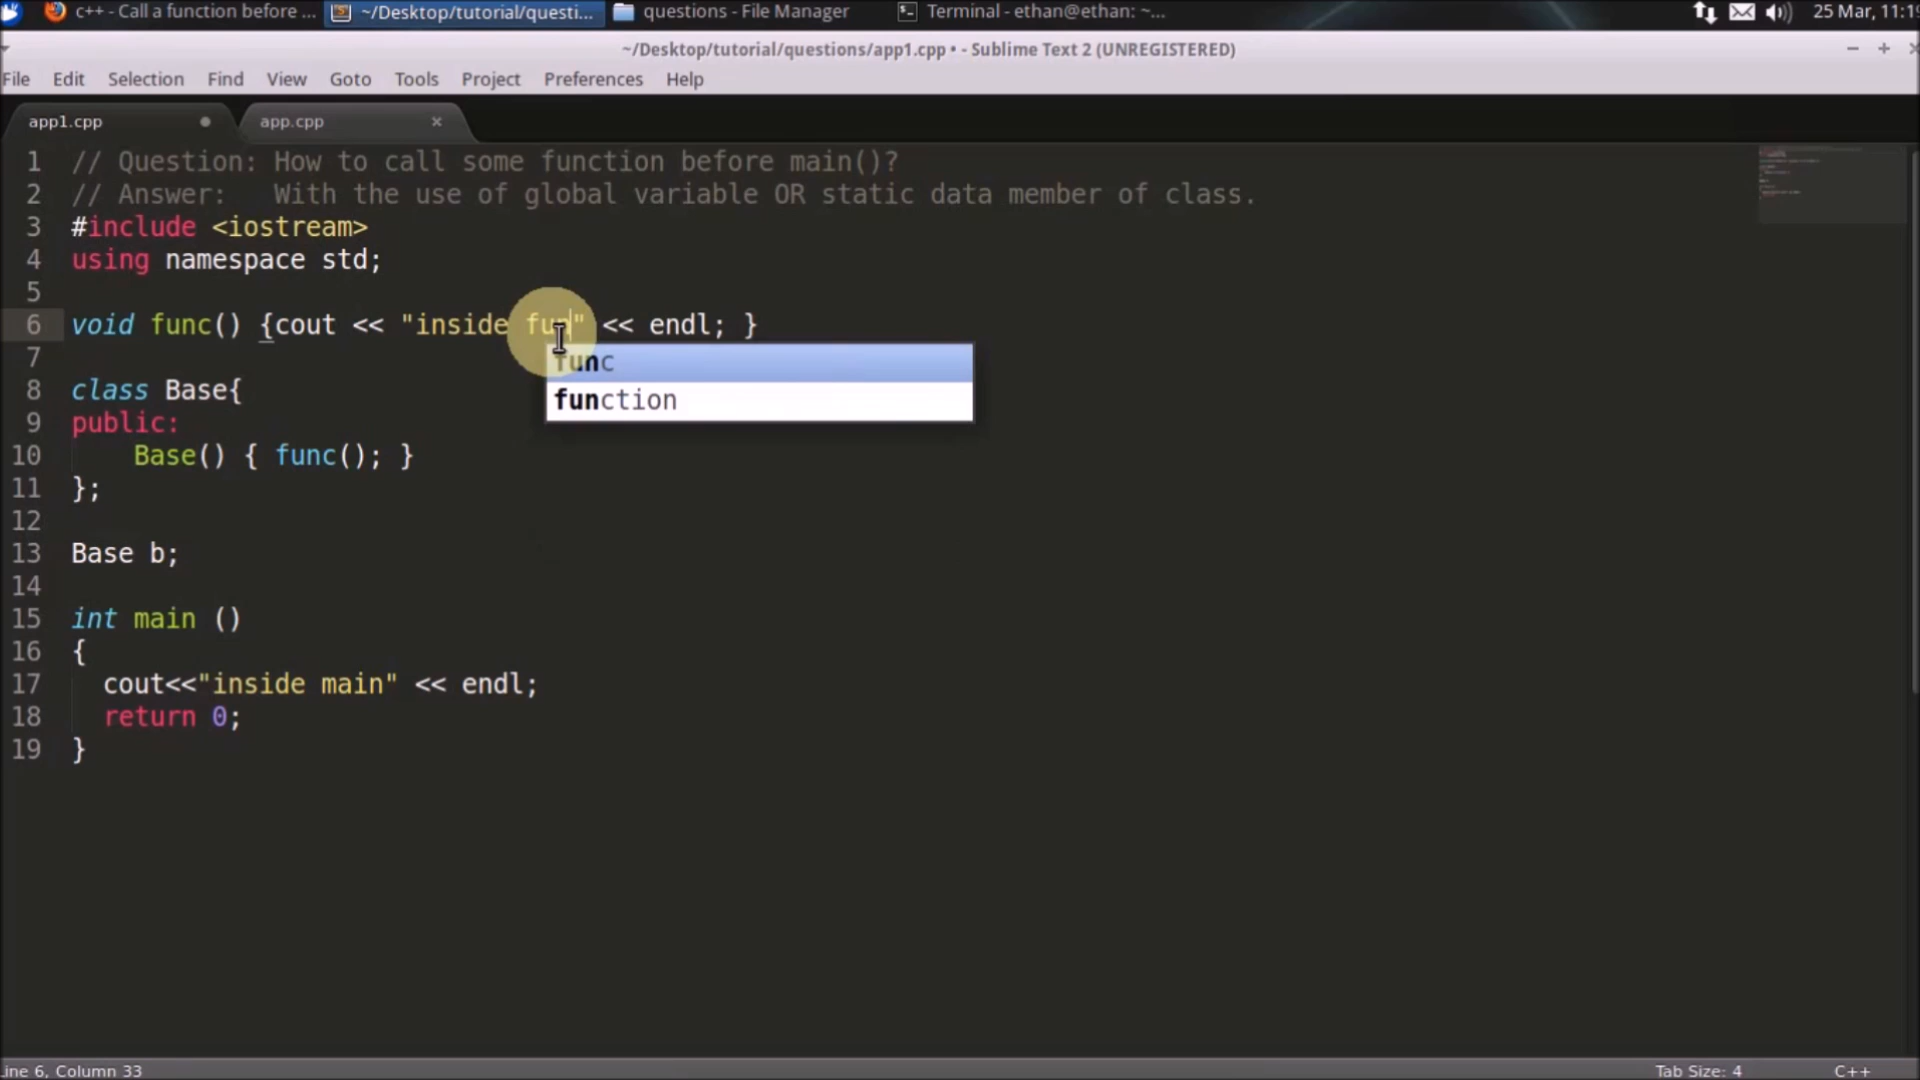 c++ - Call a function before ... ~/Desktop/tutorial/questi... questions - File Manager Terminal - ethan@ethan: ~... 25 Mar, 11:19
~/Desktop/tutorial/questions/app1.cpp • - Sublime Text 2 (UNREGISTERED)
File Edit Selection Find View Goto Tools Project Preferences Help
app1.cpp app.cpp
1 // Question: How to call some function before main()?
2 // Answer:   With the use of global variable OR static data member of class.
3 #include <iostream>
4 using namespace std;
5
6 void func() {cout << "inside fun" << endl; }
func
7
8 class Base{
function
9 public:
10     Base() { func(); }
11 };
12
13 Base b;
14
15 int main ()
16 {
17   cout<<"inside main" << endl;
18   return 0;
19 }
Line 6, Column 33 Tab Size: 4 C++